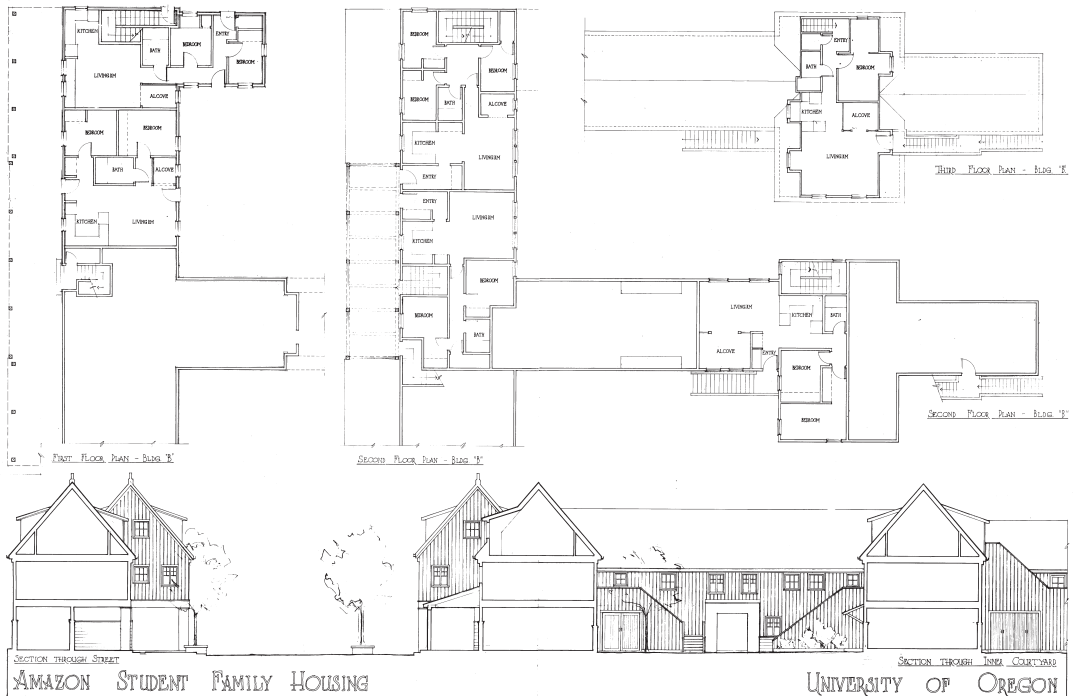 KITCHEN
BATH
BEDROOM
ENTRY
BEDROOM
LIVING RM
ALCOVE
BEDROOM
BEDROOM
BATH
ALCOVE
KITCHEN
LIVING RM
FIRST FLOOR PLAN - BLDG. "B"
BEDROOM
BEDROOM
BEDROOM
BATH
ALCOVE
KITCHEN
LIVING RM
ENTRY
ENTRY
LIVING RM
KITCHEN
BEDROOM
BEDROOM
BATH
SECOND FLOOR PLAN - BLDG. "B"
LIVING RM
KITCHEN
BATH
ALCOVE
ENTRY
BEDROOM
BEDROOM
SECOND FLOOR PLAN - BLDG. "B"
ENTRY
BATH
BEDROOM
KITCHEN
ALCOVE
LIVING RM
THIRD FLOOR PLAN - BLDG.
SECTION THROUGH STREET
SECTION THROUGH INNER COURTYARD
AMAZON STUDENT FAMILY HOUSING
UNIVERSITY OF OREGON